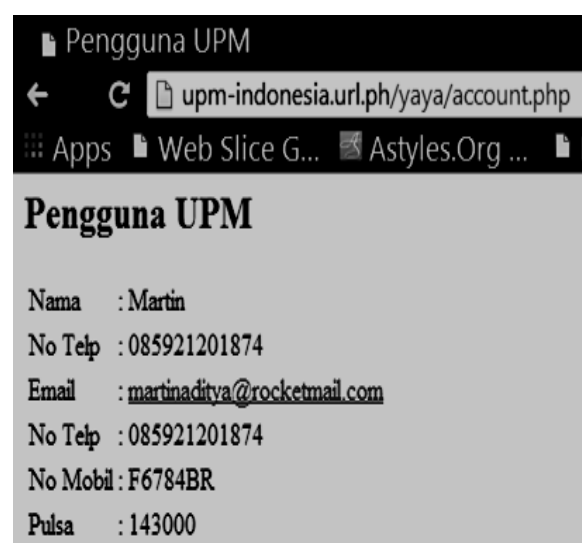 Pengguna UPM
upm-indonesia.url.ph/yaya/account.php
Apps Web Slice G... Astyles.Org ...
Pengguna UPM
Nama : Martin
No Telp : 085921201874
Email : martinaditya@rocketmail.com
No Telp : 085921201874
No Mobil : F6784BR
Pulsa : 143000